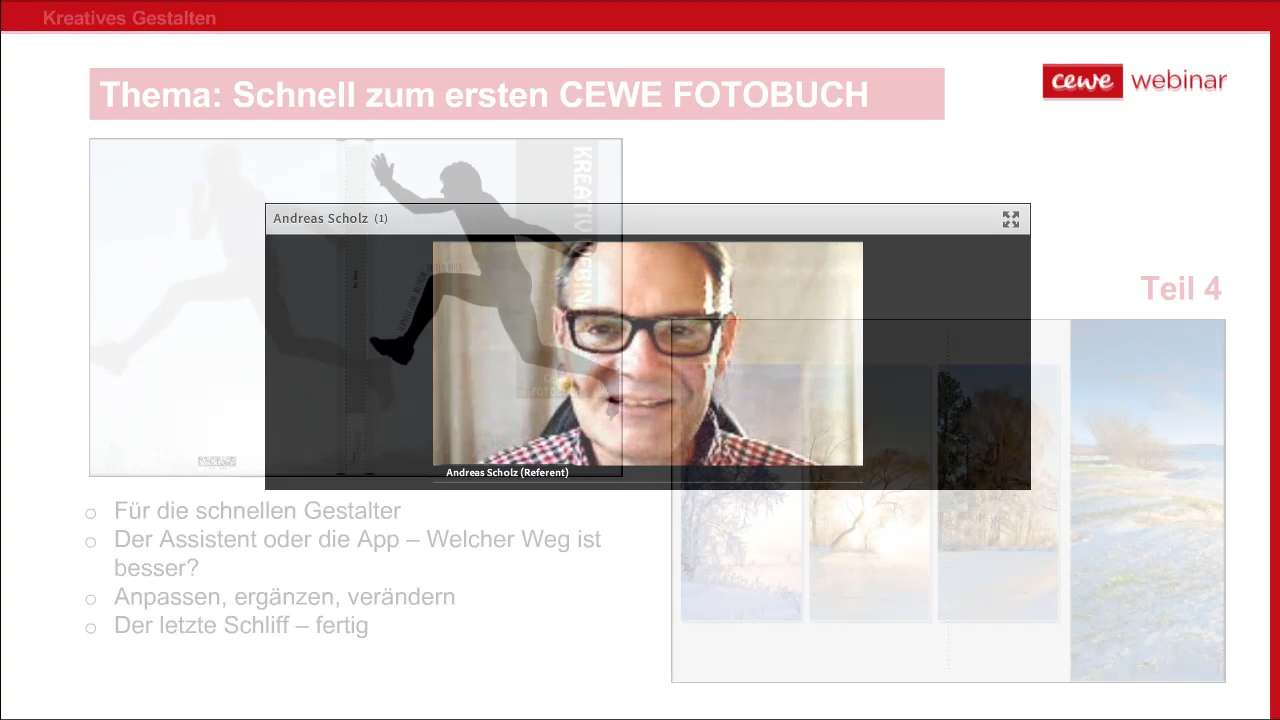 Kreatives Gestalten
Thema: Schnell zum ersten CEWE FOTOBUCH
cewe webinar
KREATIV
Andreas Scholz (1)
Teil 4
Andreas Scholz (Referent)
o Für die schnellen Gestalter
o Der Assistent oder die App – Welcher Weg ist
besser?
o Anpassen, ergänzen, verändern
o Der letzte Schliff – fertig